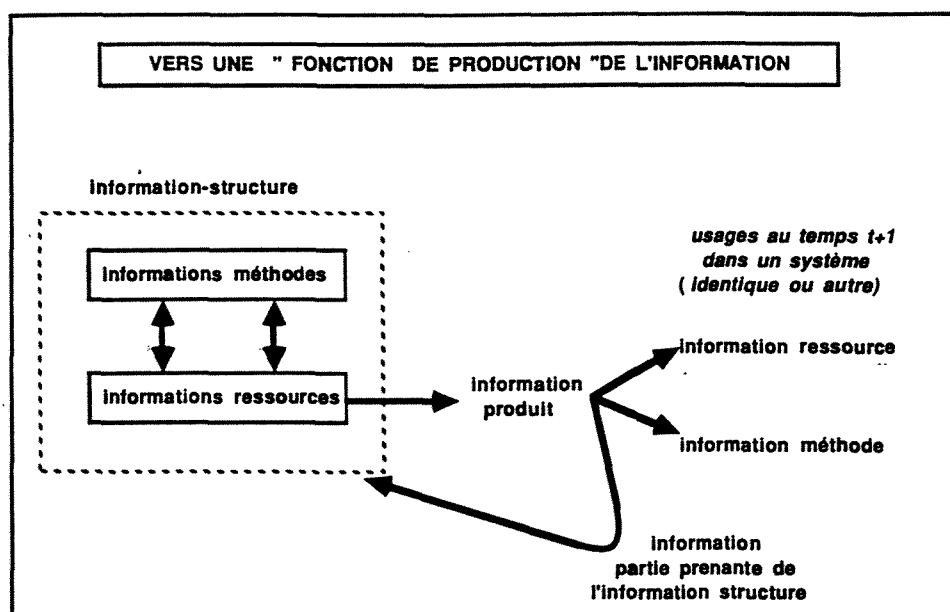 VERS UNE " FONCTION DE PRODUCTION "DE L'INFORMATION
Information-structure
Informations méthodes
Informations ressources
Information
produit
usages au temps t+1
dans un système
( identique ou autre)
Information ressource
Information méthode
Information
partie prenante de
l'information structure